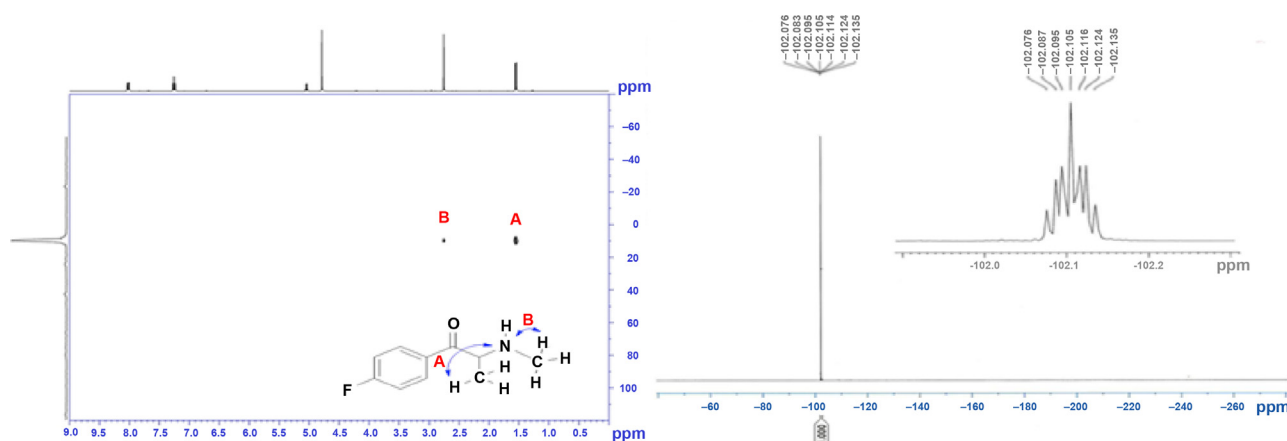 ppm
−60
−40
−20
0
20
40
60
80
100
B
A
O
H
B
N
H
A
H
H
H
C
H
H
F
H
9.0 8.5 8.0 7.5 7.0 6.5 6.0 5.5 5.0 4.5 4.0 3.5 3.0 2.5 2.0 1.5 1.0 0.5
ppm
−102.076
−102.083
−102.095
−102.105
−102.114
−102.124
−102.135
−102.076
−102.087
−102.095
−102.105
−102.116
−102.124
−102.135
-102.0 -102.1 -102.2 ppm
−60 −80 −100 −120 −140 −160 −180 −200 −220 −240 −260 ppm